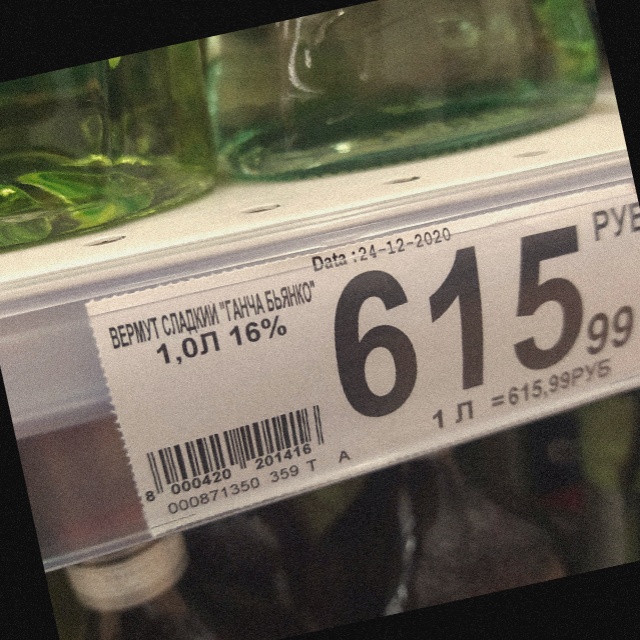 Data :24-12-2020
ВЕРМУТ СЛАДКИЙ "ГАНЧА БЬЯНКО"
1,0Л 16%
615 99 РУБ
1 Л =615,99РУБ
8 000420 201416
000871350 359 Т А